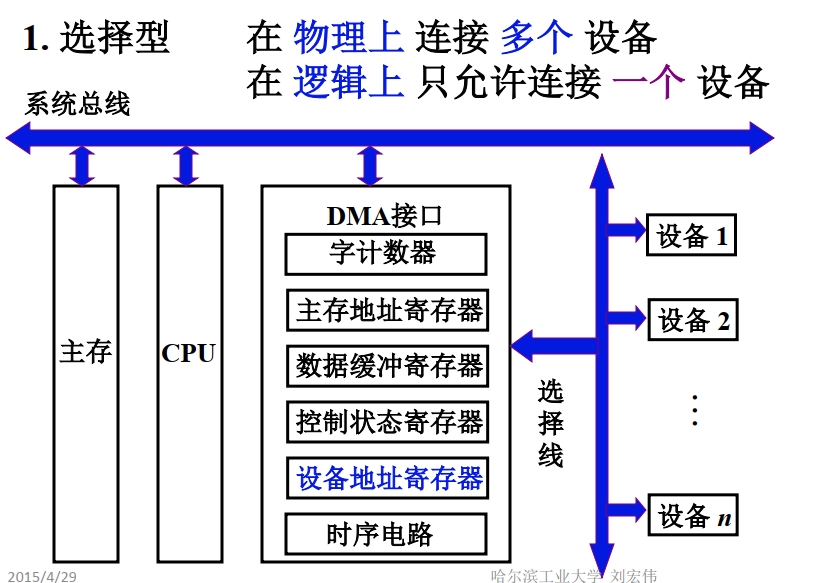 1. 选择型 在 物理上 连接 多个 设备
在 逻辑上 只允许连接 一个 设备
系统总线
主存
CPU
DMA接口
字计数器
主存地址寄存器
数据缓冲寄存器
控制状态寄存器
设备地址寄存器
时序电路
选择线
设备 1
设备 2
⋮
设备 n
2015/4/29
哈尔滨工业大学 刘宏伟